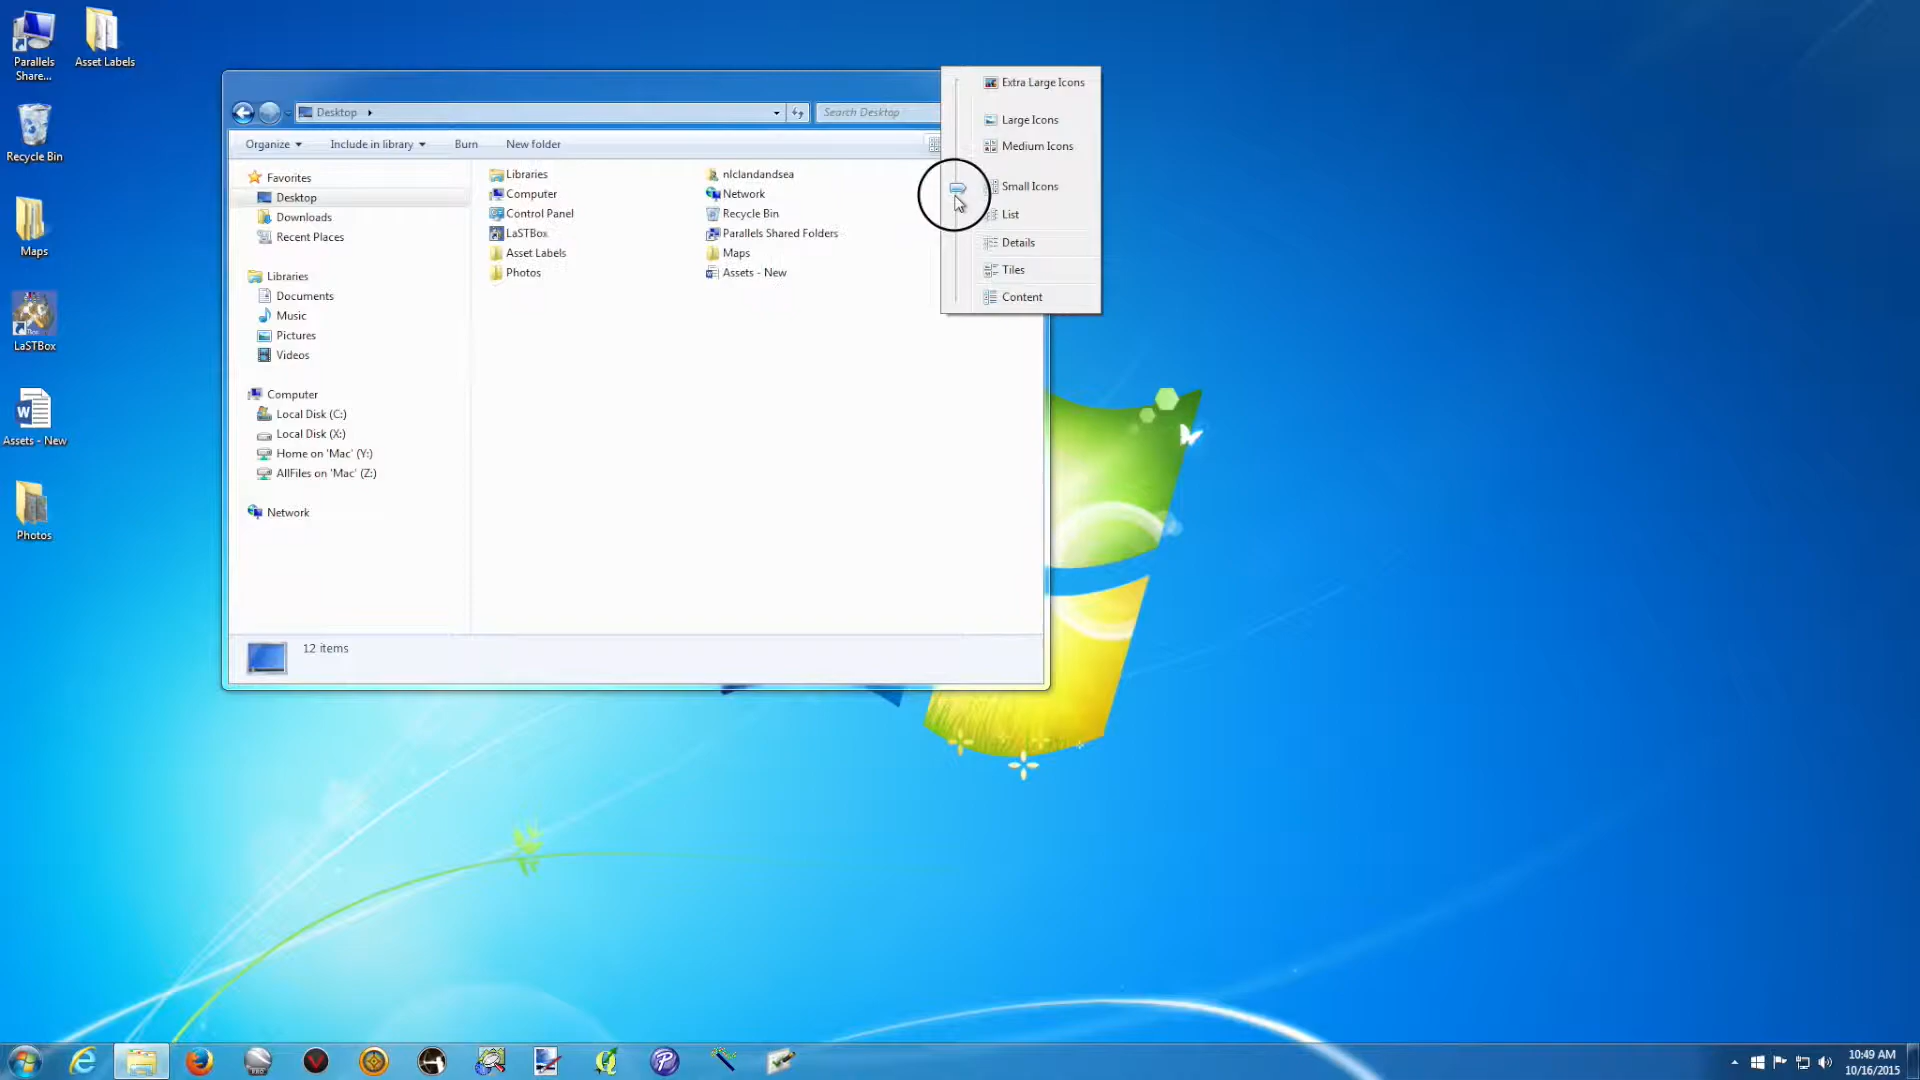 Parallels
Share...
Asset Labels
Recycle Bin
Maps
LaSTBox
Assets - New
Photos
Desktop
Search Desktop
Organize
Include in library
Burn
New folder
Favorites
Desktop
Downloads
Recent Places
Libraries
Documents
Music
Pictures
Videos
Computer
Local Disk (C:)
Local Disk (X:)
Home on 'Mac' (Y:)
AllFiles on 'Mac' (Z:)
Network
Libraries
Computer
Control Panel
LaSTBox
Asset Labels
Photos
nlclandandsea
Network
Recycle Bin
Parallels Shared Folders
Maps
Assets - New
Extra Large Icons
Large Icons
Medium Icons
Small Icons
List
Details
Tiles
Content
12 items
10:49 AM
10/16/2015